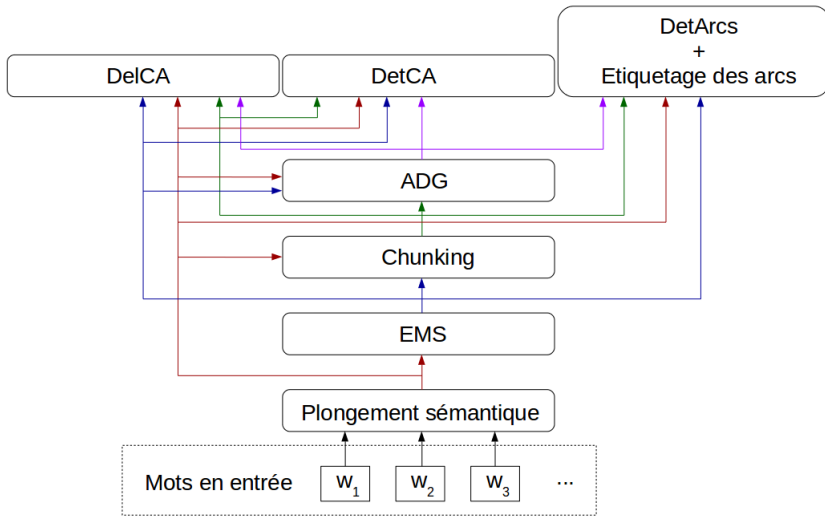 DelCA
DetCA
DetArcs
+
Etiquetage des arcs
ADG
Chunking
EMS
Plongement sémantique
Mots en entrée
w1
w2
w3
...